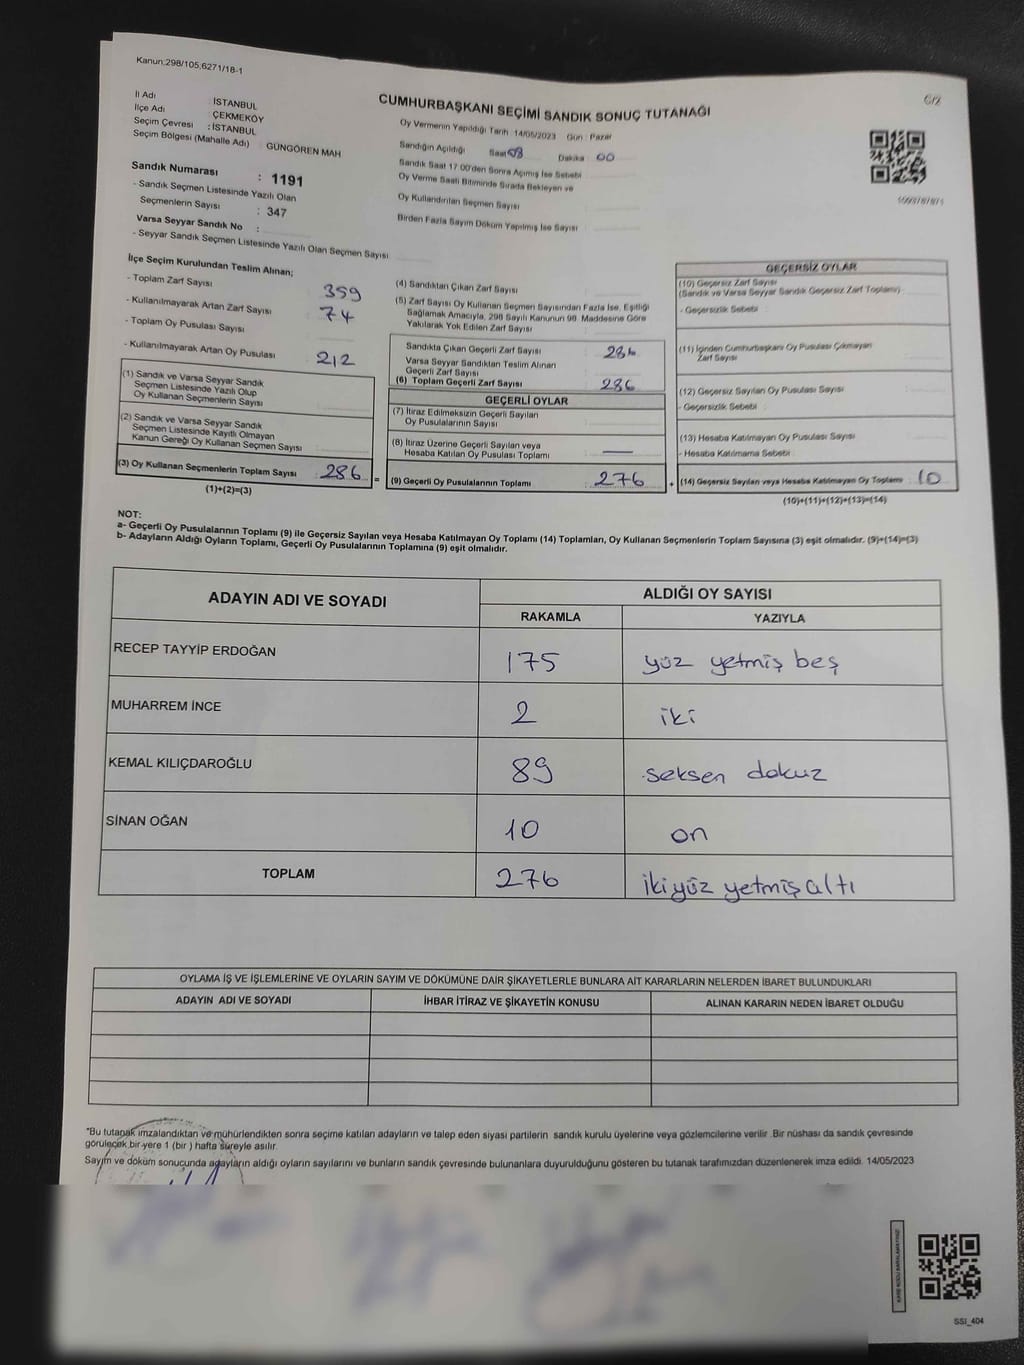 Kanun:298/105,6271/18-1
İl Adı : İSTANBUL
İlçe Adı : ÇEKMEKÖY
Seçim Çevresi : İSTANBUL
Seçim Bölgesi (Mahalle Adı) GÜNGÖREN MAH
Sandık Numarası : 1191
- Sandık Seçmen Listesinde Yazılı Olan
Seçmenlerin Sayısı : 347
Varsa Seyyar Sandık No :
- Seyyar Sandık Seçmen Listesinde Yazılı Olan Seçmen Sayısı
CUMHURBAŞKANI SEÇİMİ SANDIK SONUÇ TUTANAĞI
Oy Vermenin Yapıldığı Tarih :14/05/2023 Gün : Pazar
Sandığın Açıldığı Saat 08 Dakika 00
Sandık Saat 17:00'den Sonra Açılmış İse Sebebi
Oy Verme Saati Bitiminde Sırada Bekleyen ve
Oy Kullandırılan Seçmen Sayısı
Birden Fazla Sayım Döküm Yapılmış İse Sayısı
İlçe Seçim Kurulundan Teslim Alınan;
- Toplam Zarf Sayısı 359
- Kullanılmayarak Artan Zarf Sayısı 74
- Toplam Oy Pusulası Sayısı
- Kullanılmayarak Artan Oy Pusulası 212
(1) Sandık ve Varsa Seyyar Sandık
Seçmen Listesinde Yazılı Olup
Oy Kullanan Seçmenlerin Sayısı
(2) Sandık ve Varsa Seyyar Sandık
Seçmen Listesinde Kayıtlı Olmayan
Kanun Gereği Oy Kullanan Seçmen Sayısı
(3) Oy Kullanan Seçmenlerin Toplam Sayısı 286 =
(1)+(2)=(3)
(4) Sandıktan Çıkan Zarf Sayısı
(5) Zarf Sayısı Oy Kullanan Seçmen Sayısından Fazla İse, Eşitliği
Sağlamak Amacıyla, 298 Sayılı Kanunun 98. Maddesine Göre
Yakılarak Yok Edilen Zarf Sayısı
Sandıkta Çıkan Geçerli Zarf Sayısı 286
Varsa Seyyar Sandıktan Teslim Alınan
Geçerli Zarf Sayısı
(6) Toplam Geçerli Zarf Sayısı 286
GEÇERLİ OYLAR
(7) İtiraz Edilmeksizin Geçerli Sayılan
Oy Pusulalarının Sayısı
(8) İtiraz Üzerine Geçerli Sayılan veya
Hesaba Katılan Oy Pusulası Toplamı —
(9) Geçerli Oy Pusulalarının Toplamı 276 +
GEÇERSİZ OYLAR
(10) Geçersiz Zarf Sayısı
(Sandık ve Varsa Seyyar Sandık Geçersiz Zarf Toplamı)
- Geçersizlik Sebebi
(11) İçinden Cumhurbaşkanı Oy Pusulası Çıkmayan
Zarf Sayısı
(12) Geçersiz Sayılan Oy Pusulası Sayısı
- Geçersizlik Sebebi
(13) Hesaba Katılmayan Oy Pusulası Sayısı
- Hesaba Katılmama Sebebi
(14) Geçersiz Sayılan veya Hesaba Katılmayan Oy Toplamı 10
(10)+(11)+(12)+(13)=(14)
NOT:
a- Geçerli Oy Pusulalarının Toplamı (9) ile Geçersiz Sayılan veya Hesaba Katılmayan Oy Toplamı (14) Toplamları, Oy Kullanan Seçmenlerin Toplam Sayısına (3) eşit olmalıdır. (9)+(14)=(3)
b- Adayların Aldığı Oyların Toplamı, Geçerli Oy Pusulalarının Toplamına (9) eşit olmalıdır.
ADAYIN ADI VE SOYADI ALDIĞI OY SAYISI
RAKAMLA YAZIYLA
RECEP TAYYİP ERDOĞAN 175 yüz yetmiş beş
MUHARREM İNCE 2 iki
KEMAL KILIÇDAROĞLU 89 seksen dokuz
SİNAN OĞAN 10 on
TOPLAM 276 ikiyüz yetmiş altı
OYLAMA İŞ VE İŞLEMLERİNE VE OYLARIN SAYIM VE DÖKÜMÜNE DAİR ŞİKAYETLERLE BUNLARA AİT KARARLARIN NELERDEN İBARET BULUNDUKLARI
ADAYIN ADI VE SOYADI İHBAR İTİRAZ VE ŞİKAYETİN KONUSU ALINAN KARARIN NEDEN İBARET OLDUĞU
"Bu tutanak imzalandıktan ve mühürlendikten sonra seçime katılan adayların ve talep eden siyasi partilerin sandık kurulu üyelerine veya gözlemcilerine verilir .Bir nüshası da sandık çevresinde
görülecek bir yere 1 (bir ) hafta süreyle asılır.
Sayım ve döküm sonucunda adayların aldığı oyların sayılarını ve bunların sandık çevresinde bulunanlara duyurulduğunu gösteren bu tutanak tarafımızdan düzenlenerek imza edildi. 14/05/2023
SSI_404